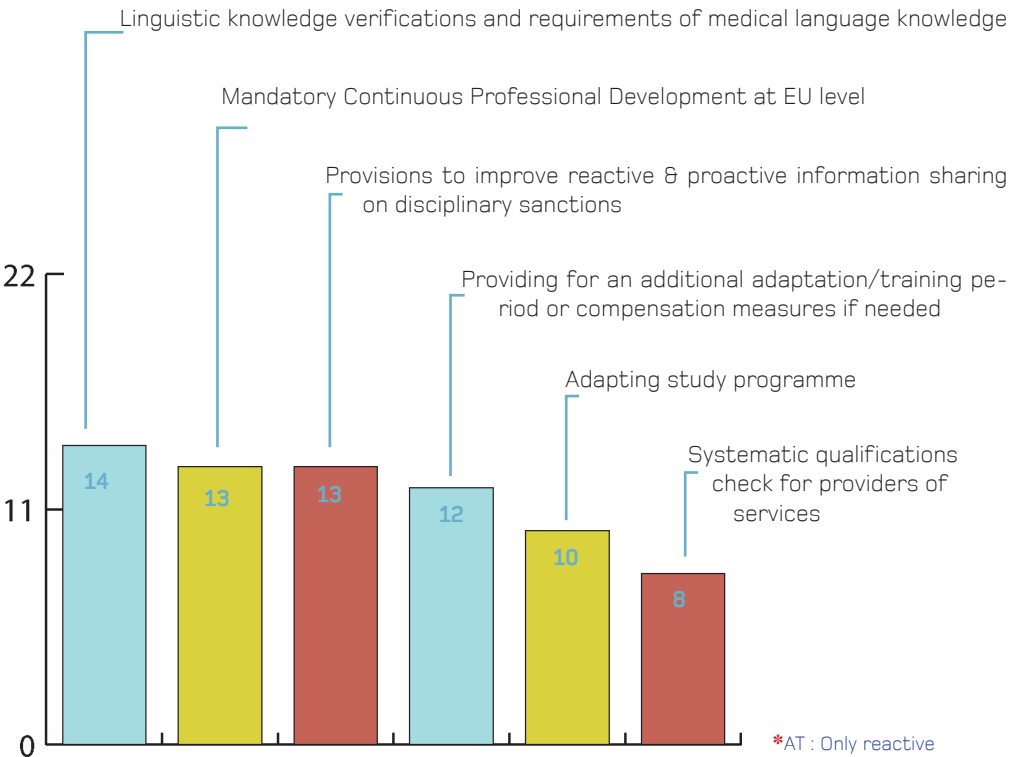 Linguistic knowledge verifications and requirements of medical language knowledge
Mandatory Continuous Professional Development at EU level
Provisions to improve reactive & proactive information sharing
on disciplinary sanctions
22
Providing for an additional adaptation/training pe-
riod or compensation measures if needed
Adapting study programme
Systematic qualifications
check for providers of
services
14
13
13
12
11
10
8
0
*AT : Only reactive